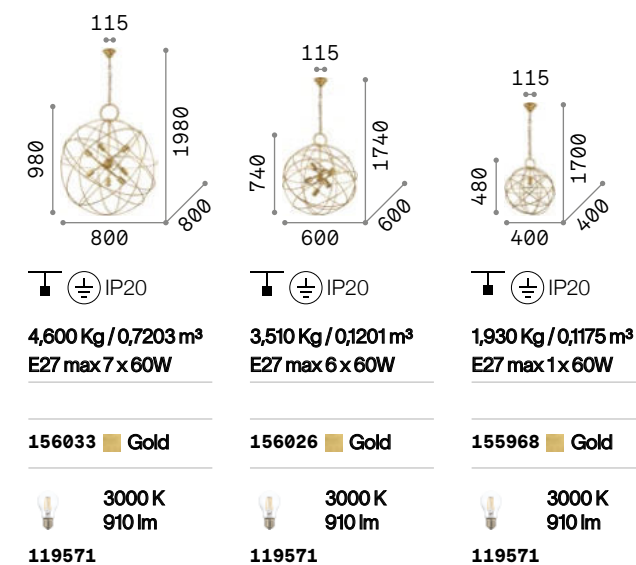 115
980
1980
800
800
IP20
4,600 Kg / 0,7203 m³
E27 max 7 x 60W
156033 Gold
3000 K
910 lm
119571
115
740
1740
600
600
IP20
3,510 Kg / 0,1201 m³
E27 max 6 x 60W
156026 Gold
3000 K
910 lm
119571
115
480
1700
400
400
IP20
1,930 Kg / 0,1175 m³
E27 max 1 x 60W
155968 Gold
3000 K
910 lm
119571